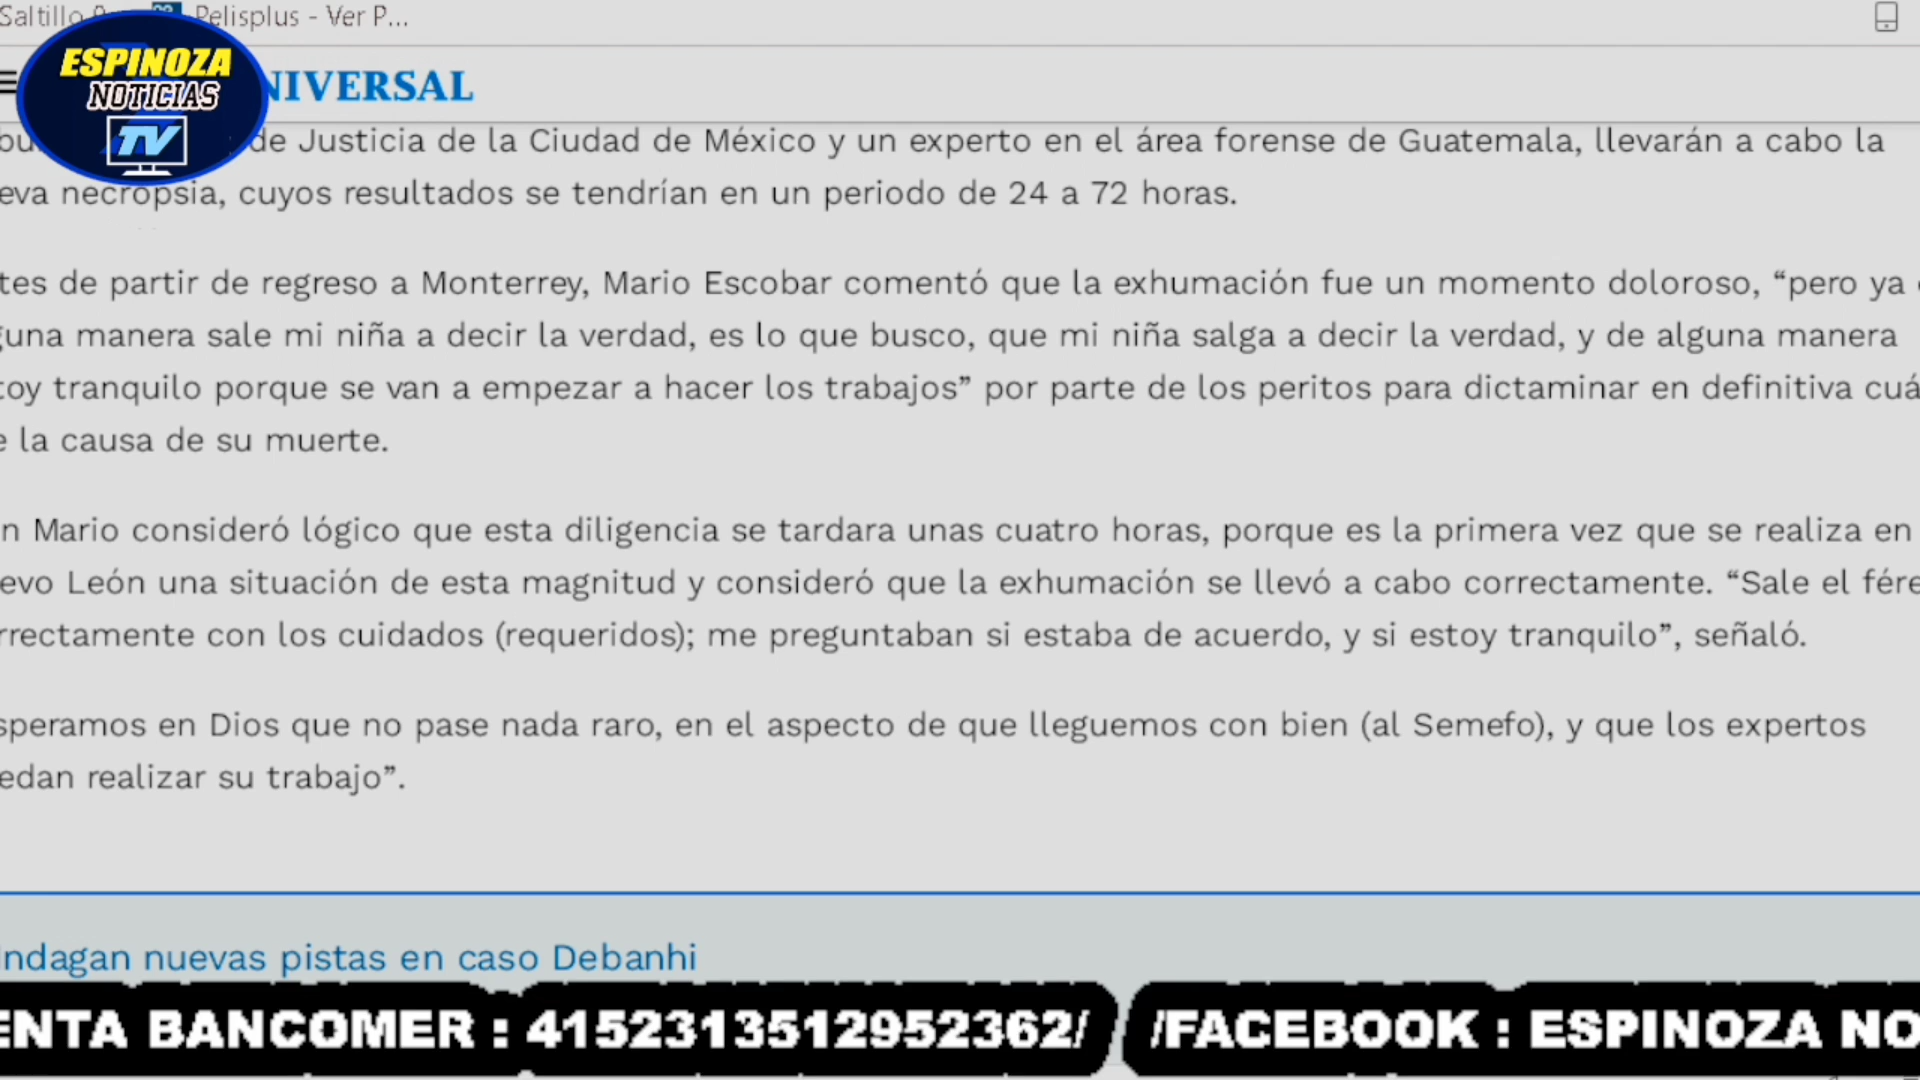 Saltillo Pelisplus - Ver P...
ESPINOZA
NOTICIAS
TV
NIVERSAL
de Justicia de la Ciudad de México y un experto en el área forense de Guatemala, llevarán a cabo la
eva necropsia, cuyos resultados se tendrían en un periodo de 24 a 72 horas.
tes de partir de regreso a Monterrey, Mario Escobar comentó que la exhumación fue un momento doloroso, “pero ya
guna manera sale mi niña a decir la verdad, es lo que busco, que mi niña salga a decir la verdad, y de alguna manera
toy tranquilo porque se van a empezar a hacer los trabajos” por parte de los peritos para dictaminar en definitiva cuá
e la causa de su muerte.
n Mario consideró lógico que esta diligencia se tardara unas cuatro horas, porque es la primera vez que se realiza en
evo León una situación de esta magnitud y consideró que la exhumación se llevó a cabo correctamente. “Sale el fére
rrectamente con los cuidados (requeridos); me preguntaban si estaba de acuerdo, y si estoy tranquilo”, señaló.
speramos en Dios que no pase nada raro, en el aspecto de que lleguemos con bien (al Semefo), y que los expertos
edan realizar su trabajo”.
Indagan nuevas pistas en caso Debanhi
ENTA BANCOMER : 4152313512952362/ /FACEBOOK : ESPINOZA NO